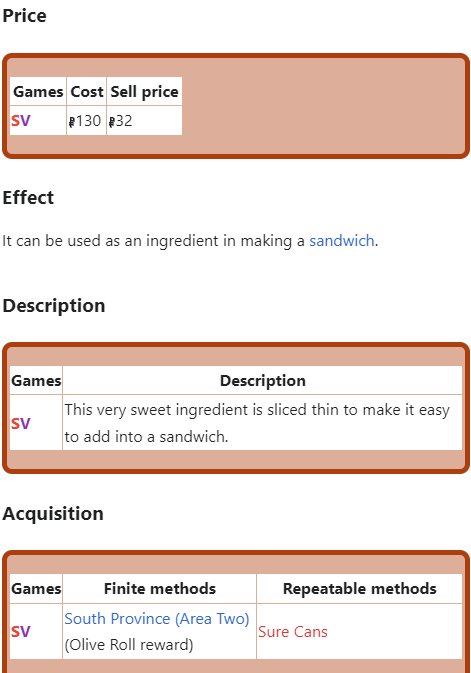 Price
Games Cost Sell price
SV ₽130 ₽32
Effect
It can be used as an ingredient in making a sandwich.
Description
Games Description
SV This very sweet ingredient is sliced thin to make it easy
to add into a sandwich.
Acquisition
Games Finite methods Repeatable methods
SV South Province (Area Two)
(Olive Roll reward) Sure Cans